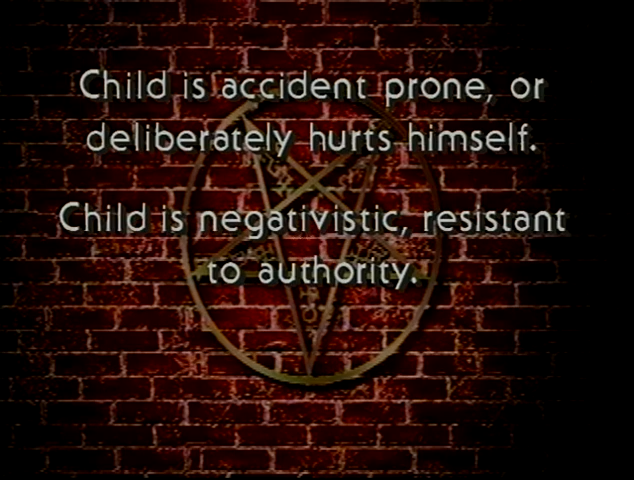 Child is accident prone, or
deliberately hurts himself.
Child is negativistic, resistant
to authority.